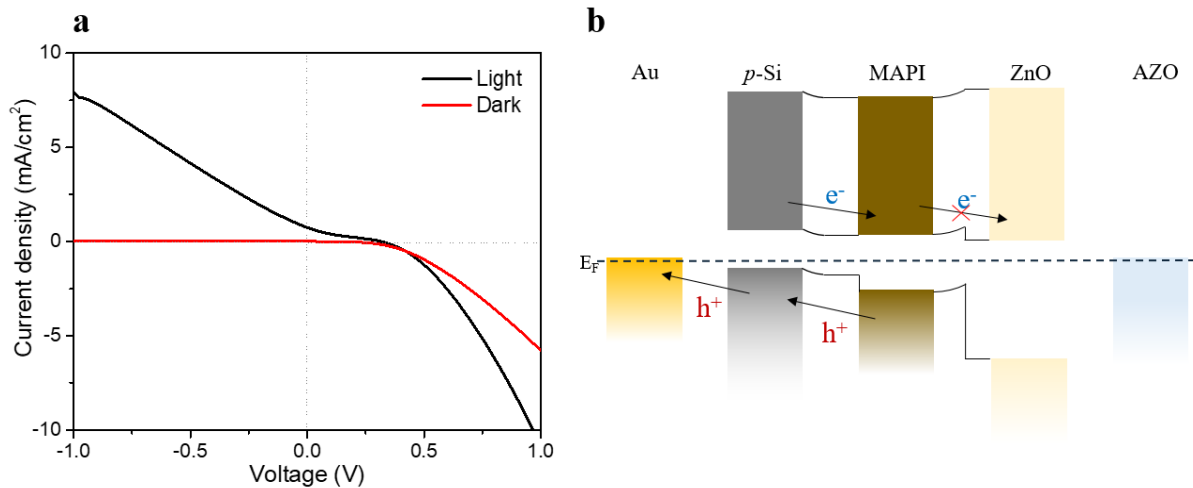 a
Current density (mA/cm²)
10
5
0
-5
-10
Light
Dark
-1.0
-0.5
0.0
0.5
1.0
Voltage (V)
b
Au
p-Si
MAPI
ZnO
AZO
e⁻
e⁻
E_F
h⁺
h⁺